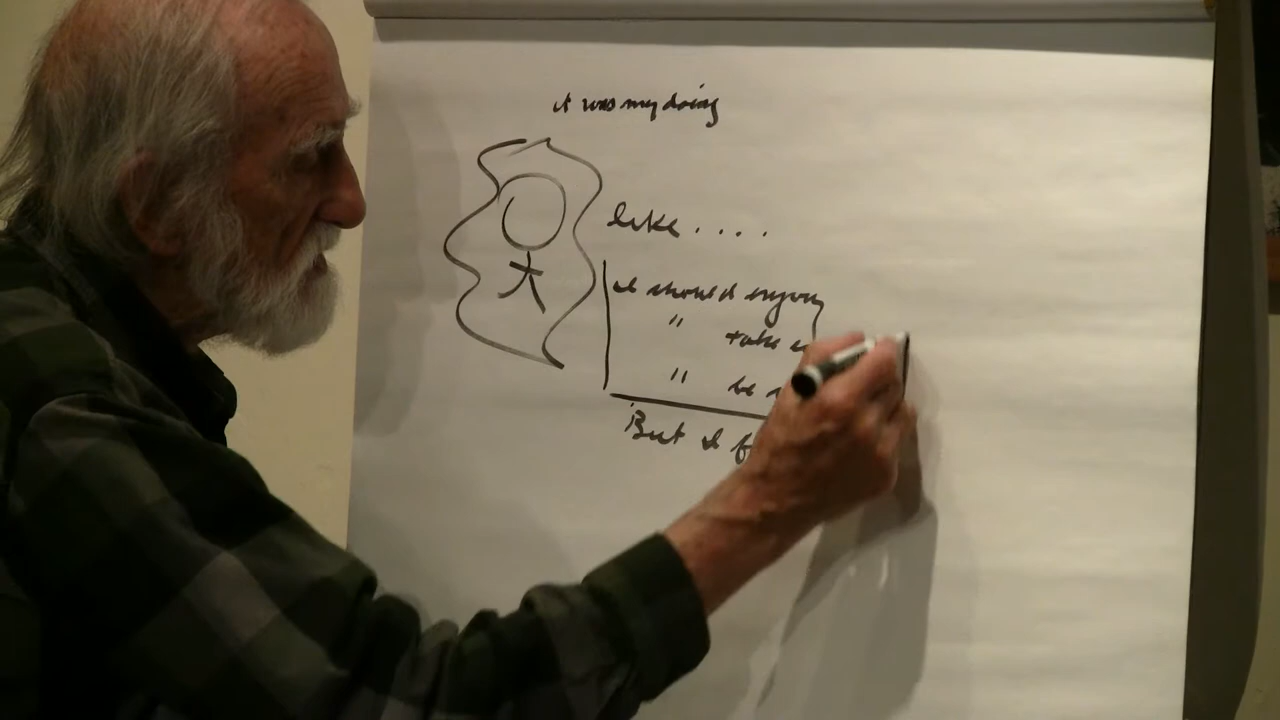 it was my doing
like . . . .
I should enjoy
" take
" be
But I